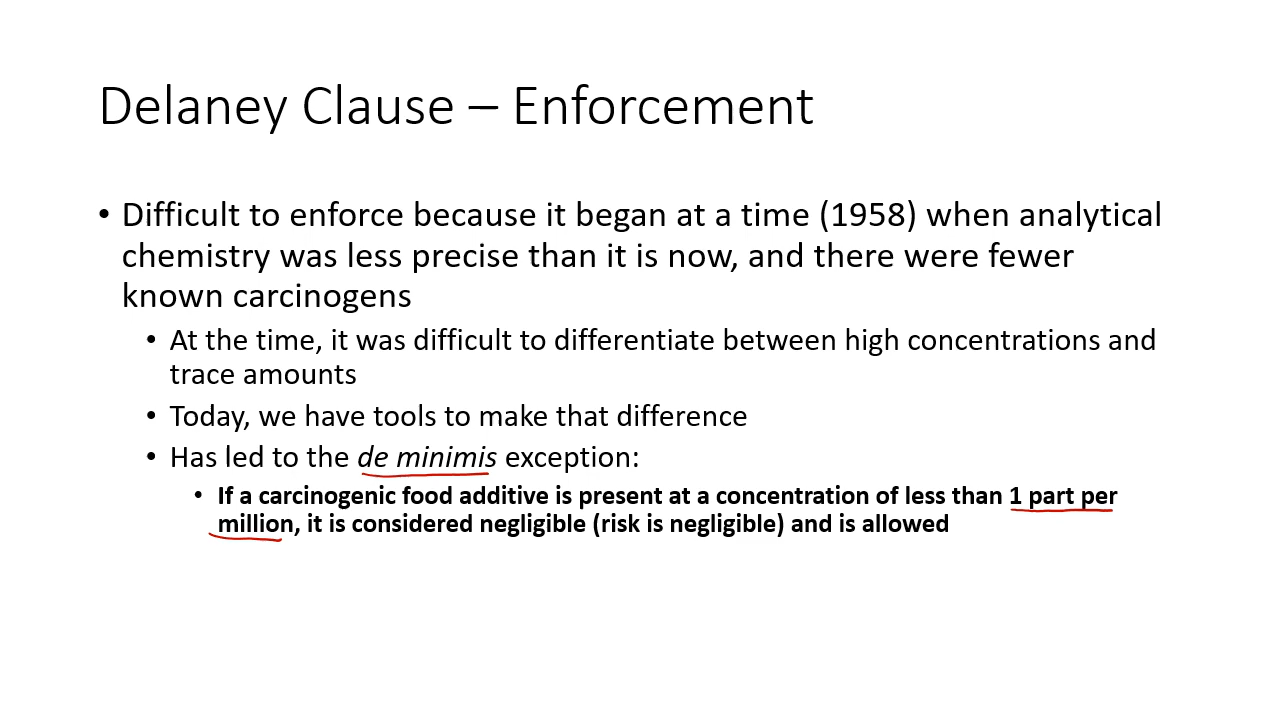 Delaney Clause – Enforcement
• Difficult to enforce because it began at a time (1958) when analytical
chemistry was less precise than it is now, and there were fewer
known carcinogens
• At the time, it was difficult to differentiate between high concentrations and
trace amounts
• Today, we have tools to make that difference
• Has led to the de minimis exception:
• If a carcinogenic food additive is present at a concentration of less than 1 part per
million, it is considered negligible (risk is negligible) and is allowed